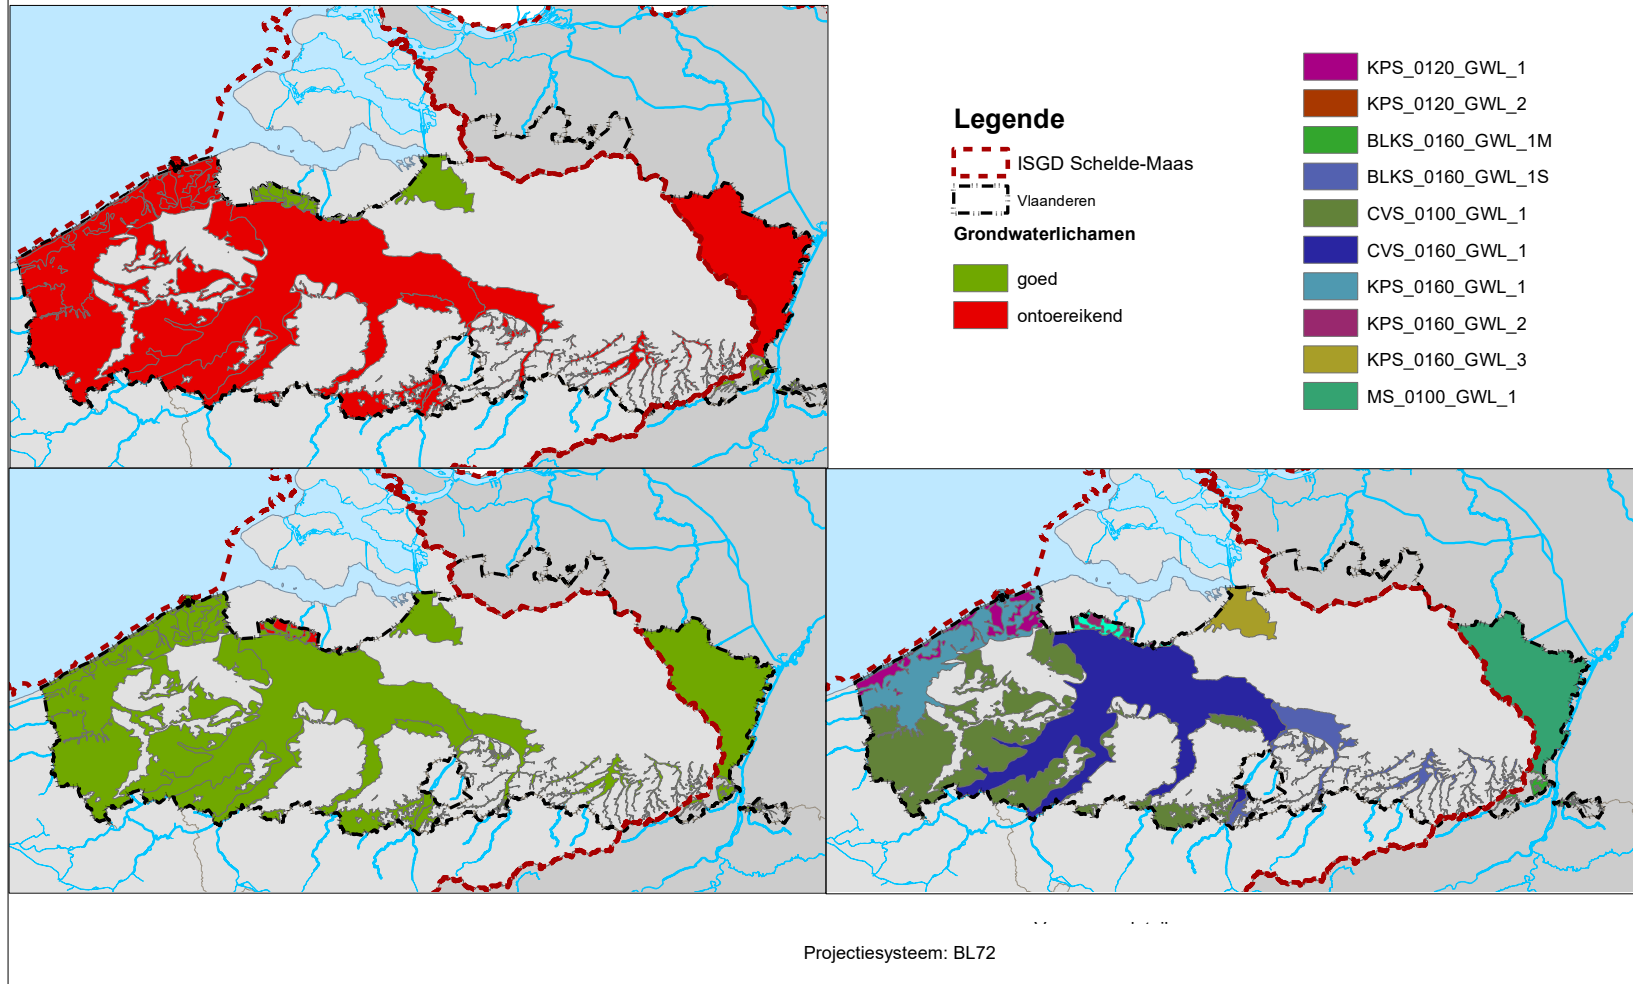 Legende
ISGD Schelde-Maas
Vlaanderen
Grondwaterlichamen
goed
ontoereikend
KPS_0120_GWL_1
KPS_0120_GWL_2
BLKS_0160_GWL_1M
BLKS_0160_GWL_1S
CVS_0100_GWL_1
CVS_0160_GWL_1
KPS_0160_GWL_1
KPS_0160_GWL_2
KPS_0160_GWL_3
MS_0100_GWL_1
Projectiesysteem: BL72